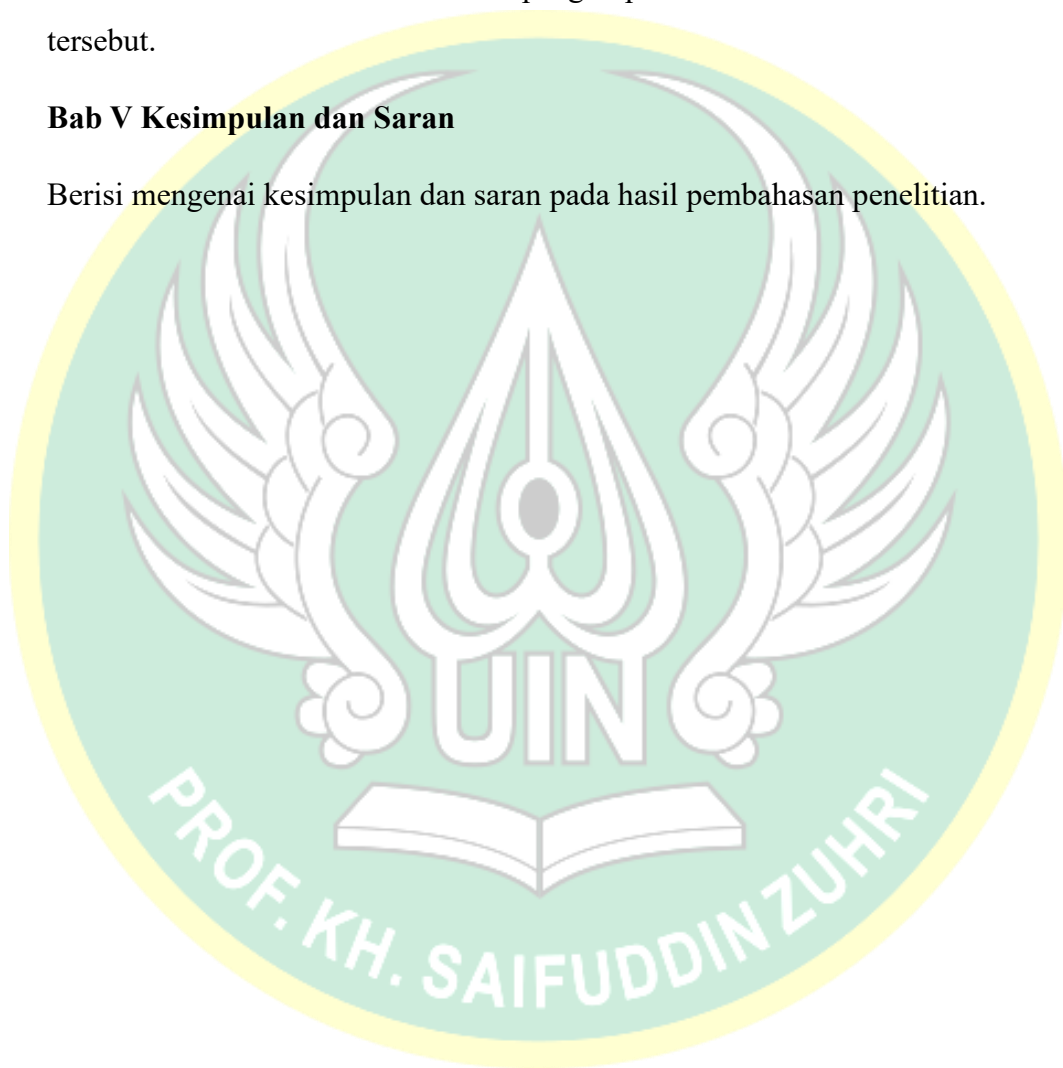 tersebut.
Bab V Kesimpulan dan Saran
Berisi mengenai kesimpulan dan saran pada hasil pembahasan penelitian.
UIN
PROF. KH. SAIFUDDIN ZUHRI